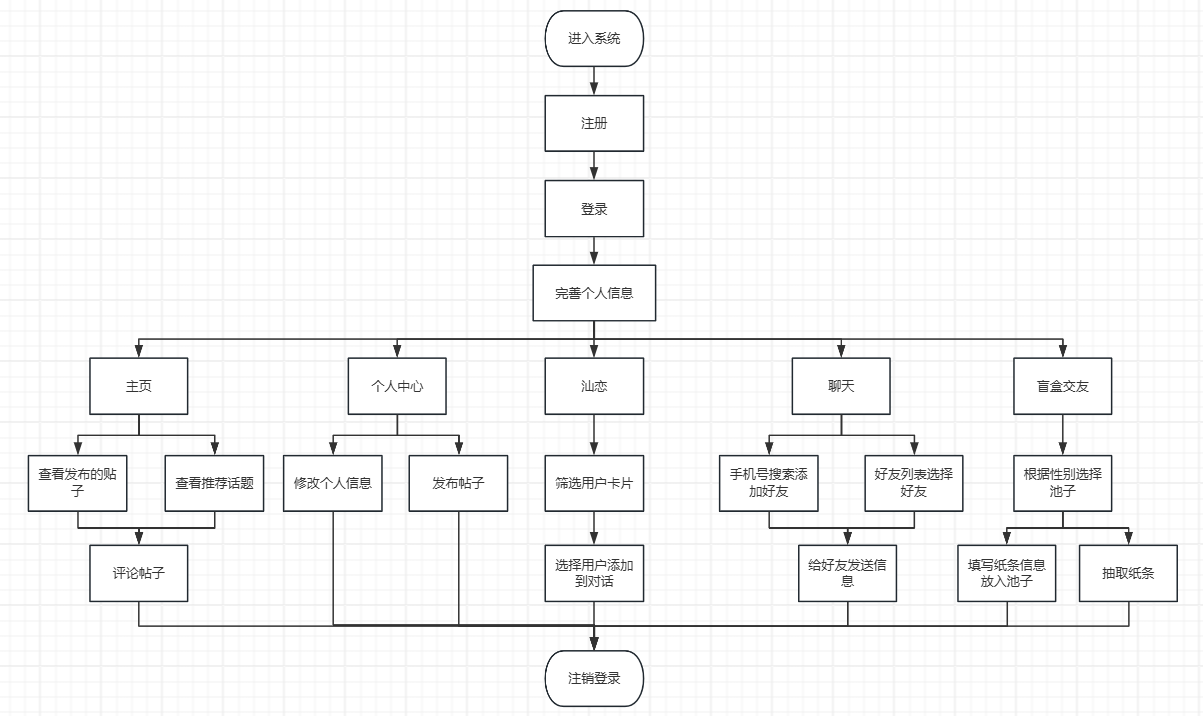 进入系统
注册
登录
完善个人信息
主页
个人中心
汕恋
聊天
盲盒交友
查看发布的贴
子
查看推荐话题
修改个人信息
发布帖子
筛选用户卡片
手机号搜索添
加好友
好友列表选择
好友
根据性别选择
池子
评论帖子
选择用户添加
到对话
给好友发送信
息
填写纸条信息
放入池子
抽取纸条
注销登录